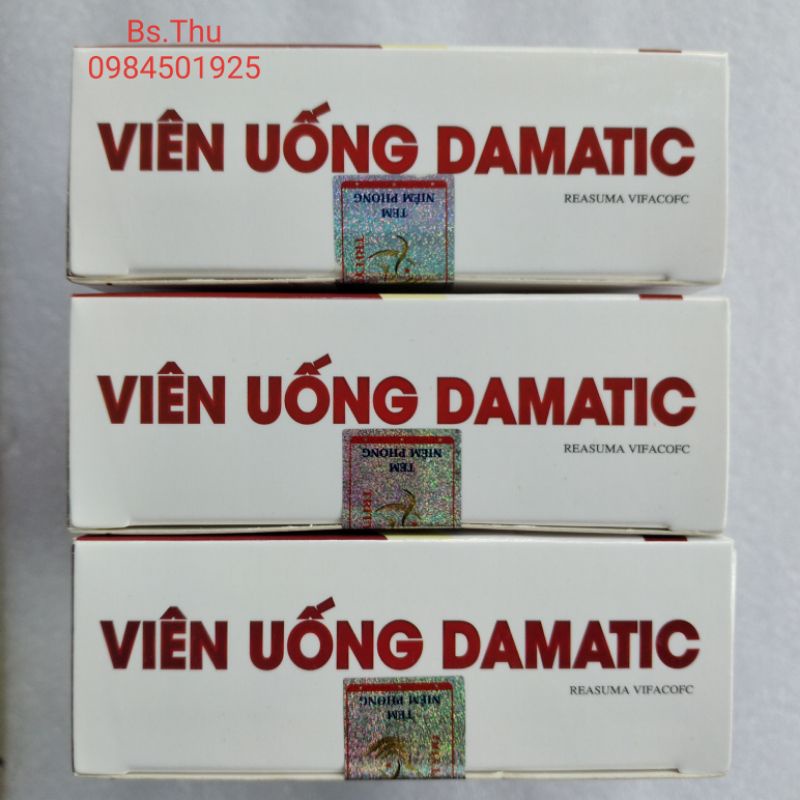 Bs.Thu
0984501925
VIÊN UỐNG DAMATIC
REASUMA VIFACOFC
TEM
NIÊM PHONG
VIÊN UỐNG DAMATIC
REASUMA VIFACOFC
TEM
NIÊM PHONG
VIÊN UỐNG DAMATIC
REASUMA VIFACOFC
TEM
NIÊM PHONG